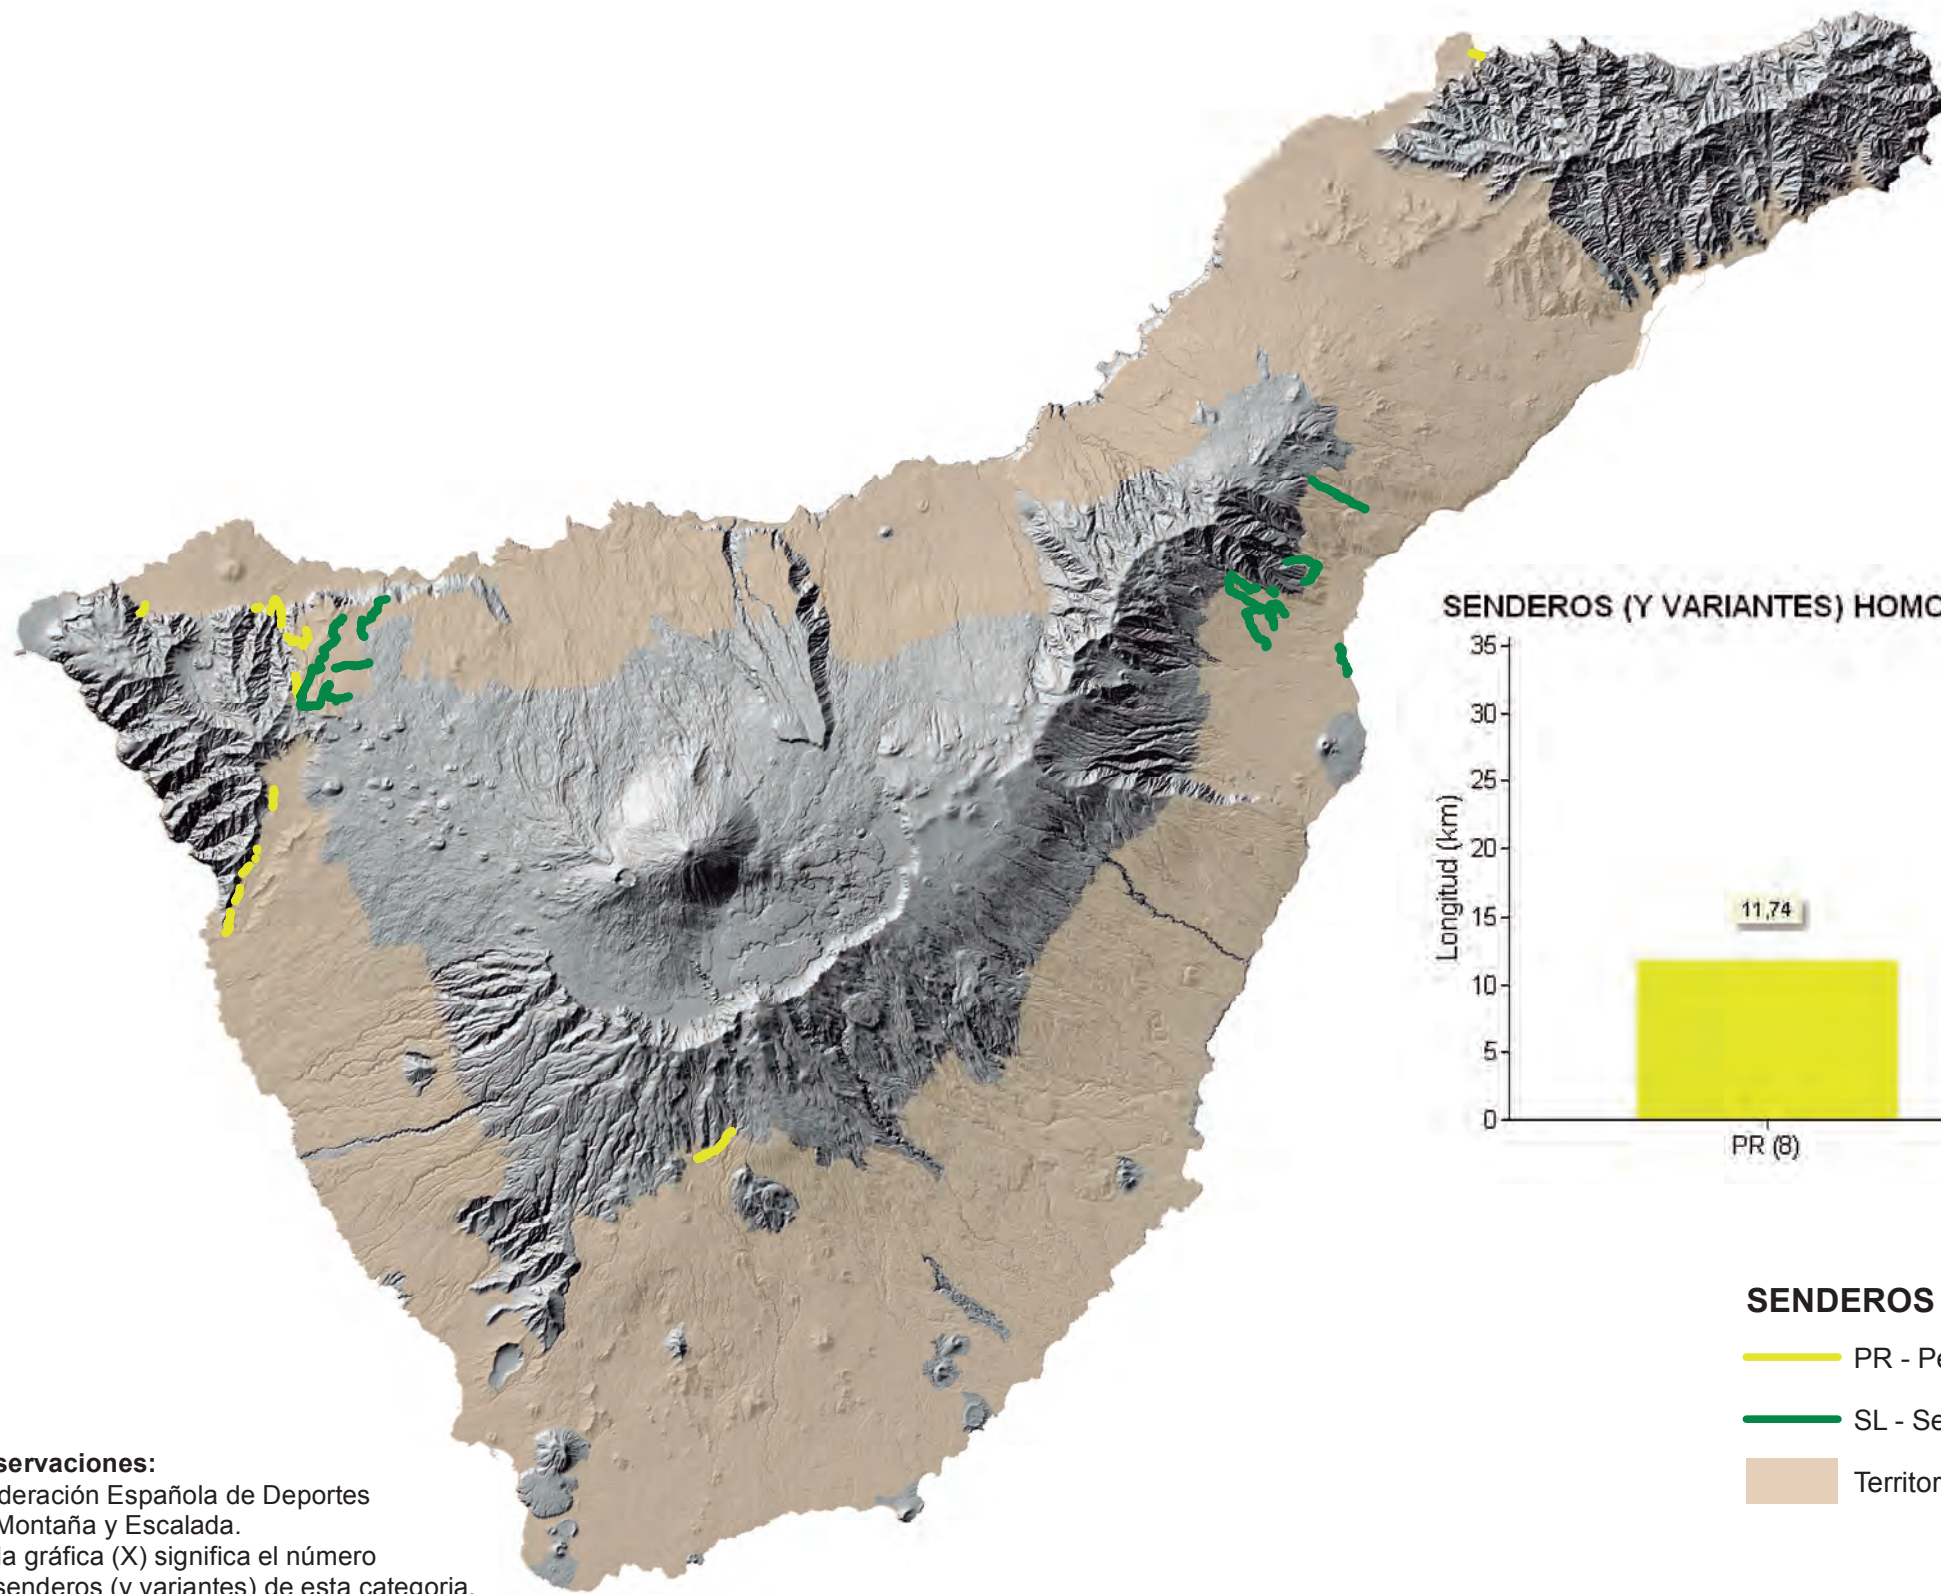 SENDEROS (Y VARIANTES) HOMO
35
30
25
20
15
10
5
0
Longitud (km)
11,74
PR (8)
SENDEROS
PR - Pe
SL - Se
Territor
servaciones:
deración Española de Deportes
Montaña y Escalada.
la gráfica (X) significa el número
senderos (y variantes) de esta categoria.